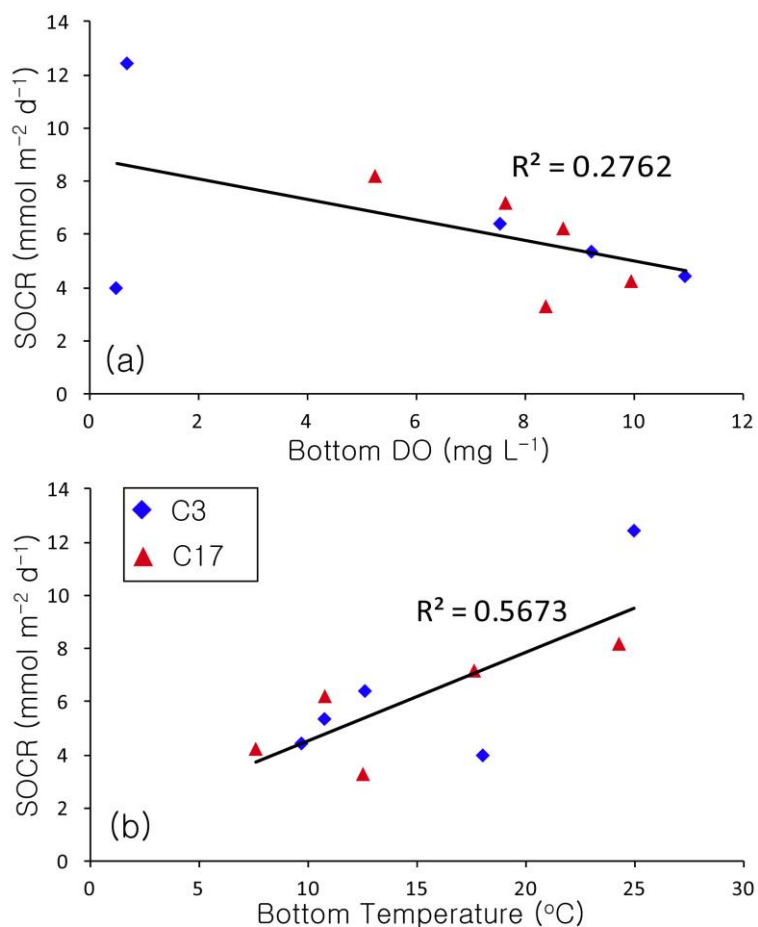 14
12
10
8
6
4
2
0
SOCR (mmol m⁻² d⁻¹)
R² = 0.2762
(a)
0 2 4 6 8 10 12
Bottom DO (mg L⁻¹)
14
12
10
8
6
4
2
0
SOCR (mmol m⁻² d⁻¹)
C3
C17
R² = 0.5673
(b)
0 5 10 15 20 25 30
Bottom Temperature (°C)